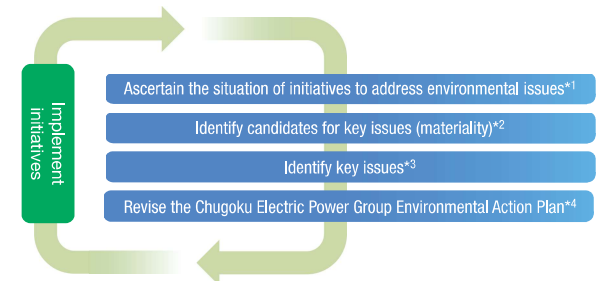 Implement
initiatives
Ascertain the situation of initiatives to address environmental issues*1
Identify candidates for key issues (materiality)*2
Identify key issues*3
Revise the Chugoku Electric Power Group Environmental Action Plan*4